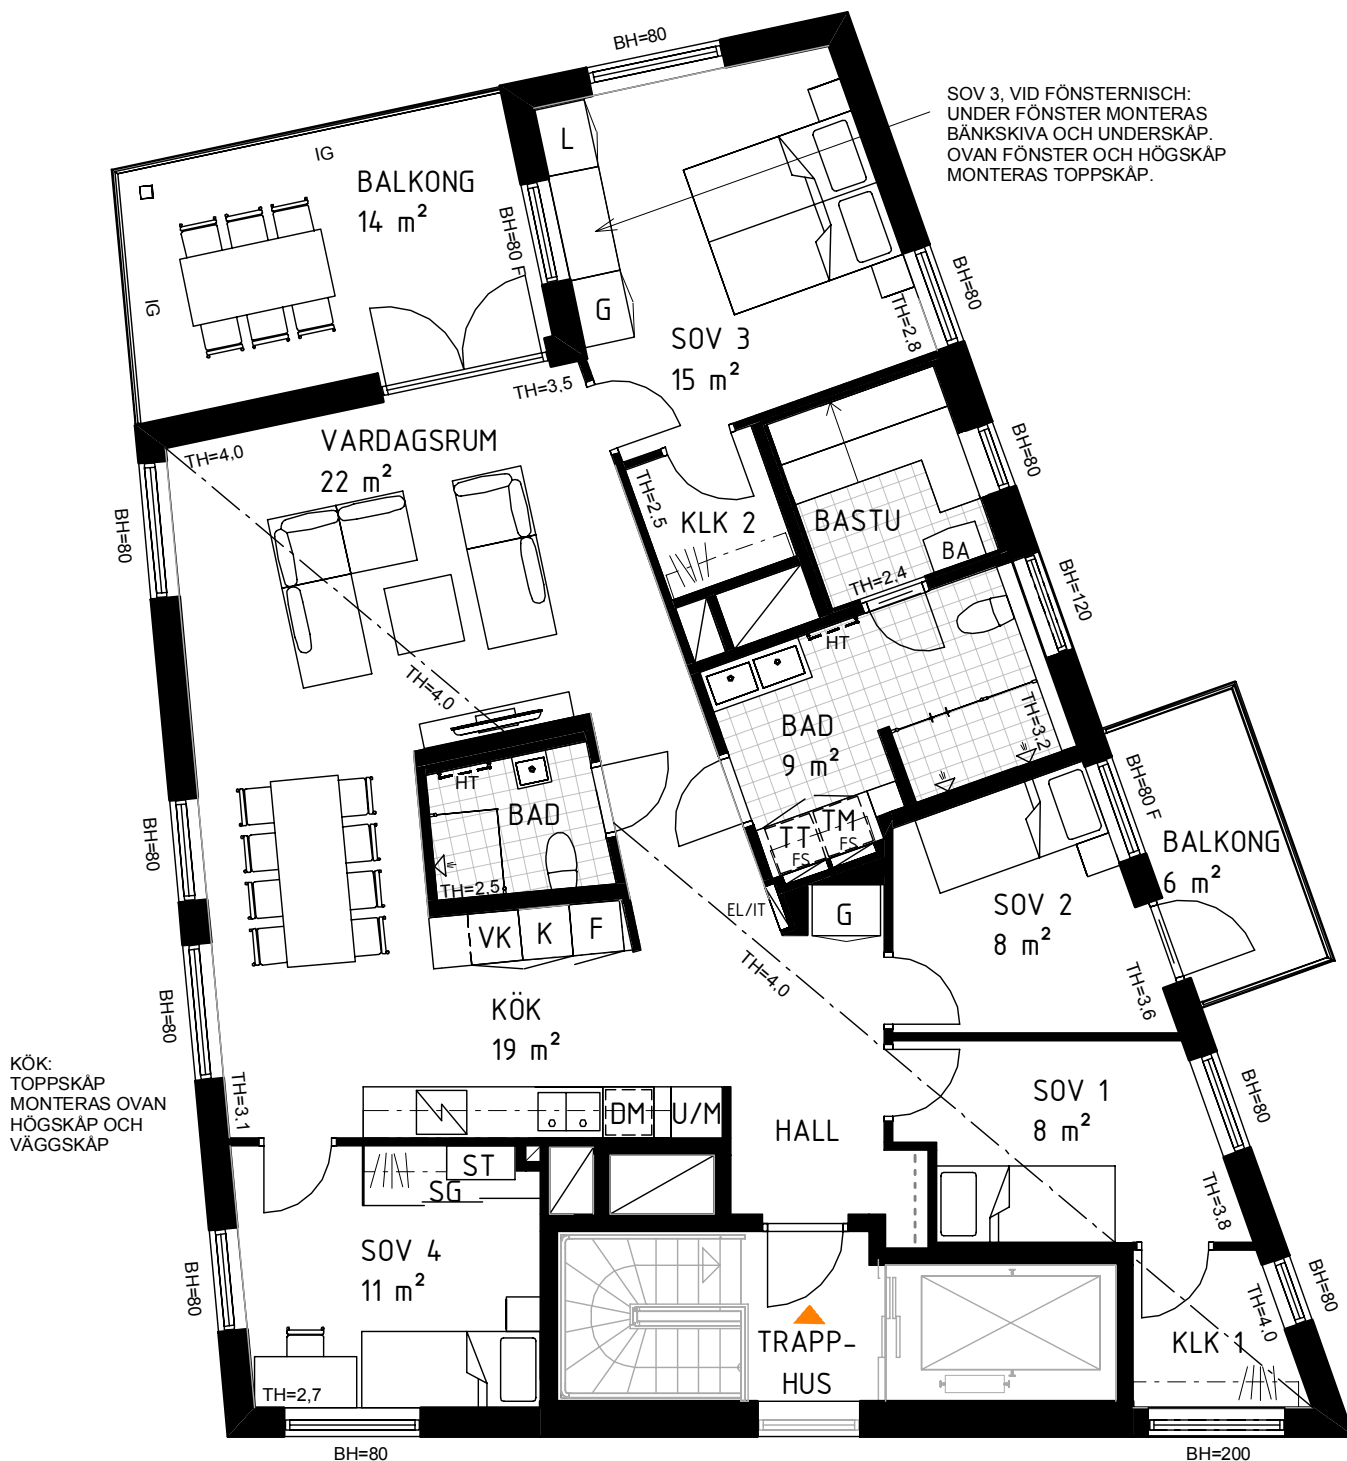 BH=80
SOV 3, VID FÖNSTERNISCH:
UNDER FÖNSTER MONTERAS
BÄNKSKIVA OCH UNDERSKÅP.
OVAN FÖNSTER OCH HÖGSKÅP
MONTERAS TOPPSKÅP.
L
IG
BALKONG
14 m²
BH=80 F
IG
G
BH=80
TH=2,8
SOV 3
15 m²
TH=3,5
VARDAGSRUM
22 m²
TH=4,0
BH=80
TH=2,5
KLK 2
BASTU
BA
BH=80
TH=2,4
BH=120
HT
TH=4,0
BAD
9 m²
TH=3,2
HT
BAD
TH=2,5
TT
FS
TM
FS
BH=80 F
BALKONG
6 m²
BH=80
VK
K
F
EL/IT
G
SOV 2
8 m²
TH=4,0
TH=3,6
KÖK
19 m²
BH=80
KÖK:
TOPPSKÅP
MONTERAS OVAN
HÖGSKÅP OCH
VÄGGSKÅP
TH=3,1
DM
U/M
HALL
SOV 1
8 m²
BH=80
ST
SG
TH=3,8
SOV 4
11 m²
BH=80
TRAPP-
HUS
KLK 1
TH=4,0
BH=80
TH=2,7
BH=80
BH=200